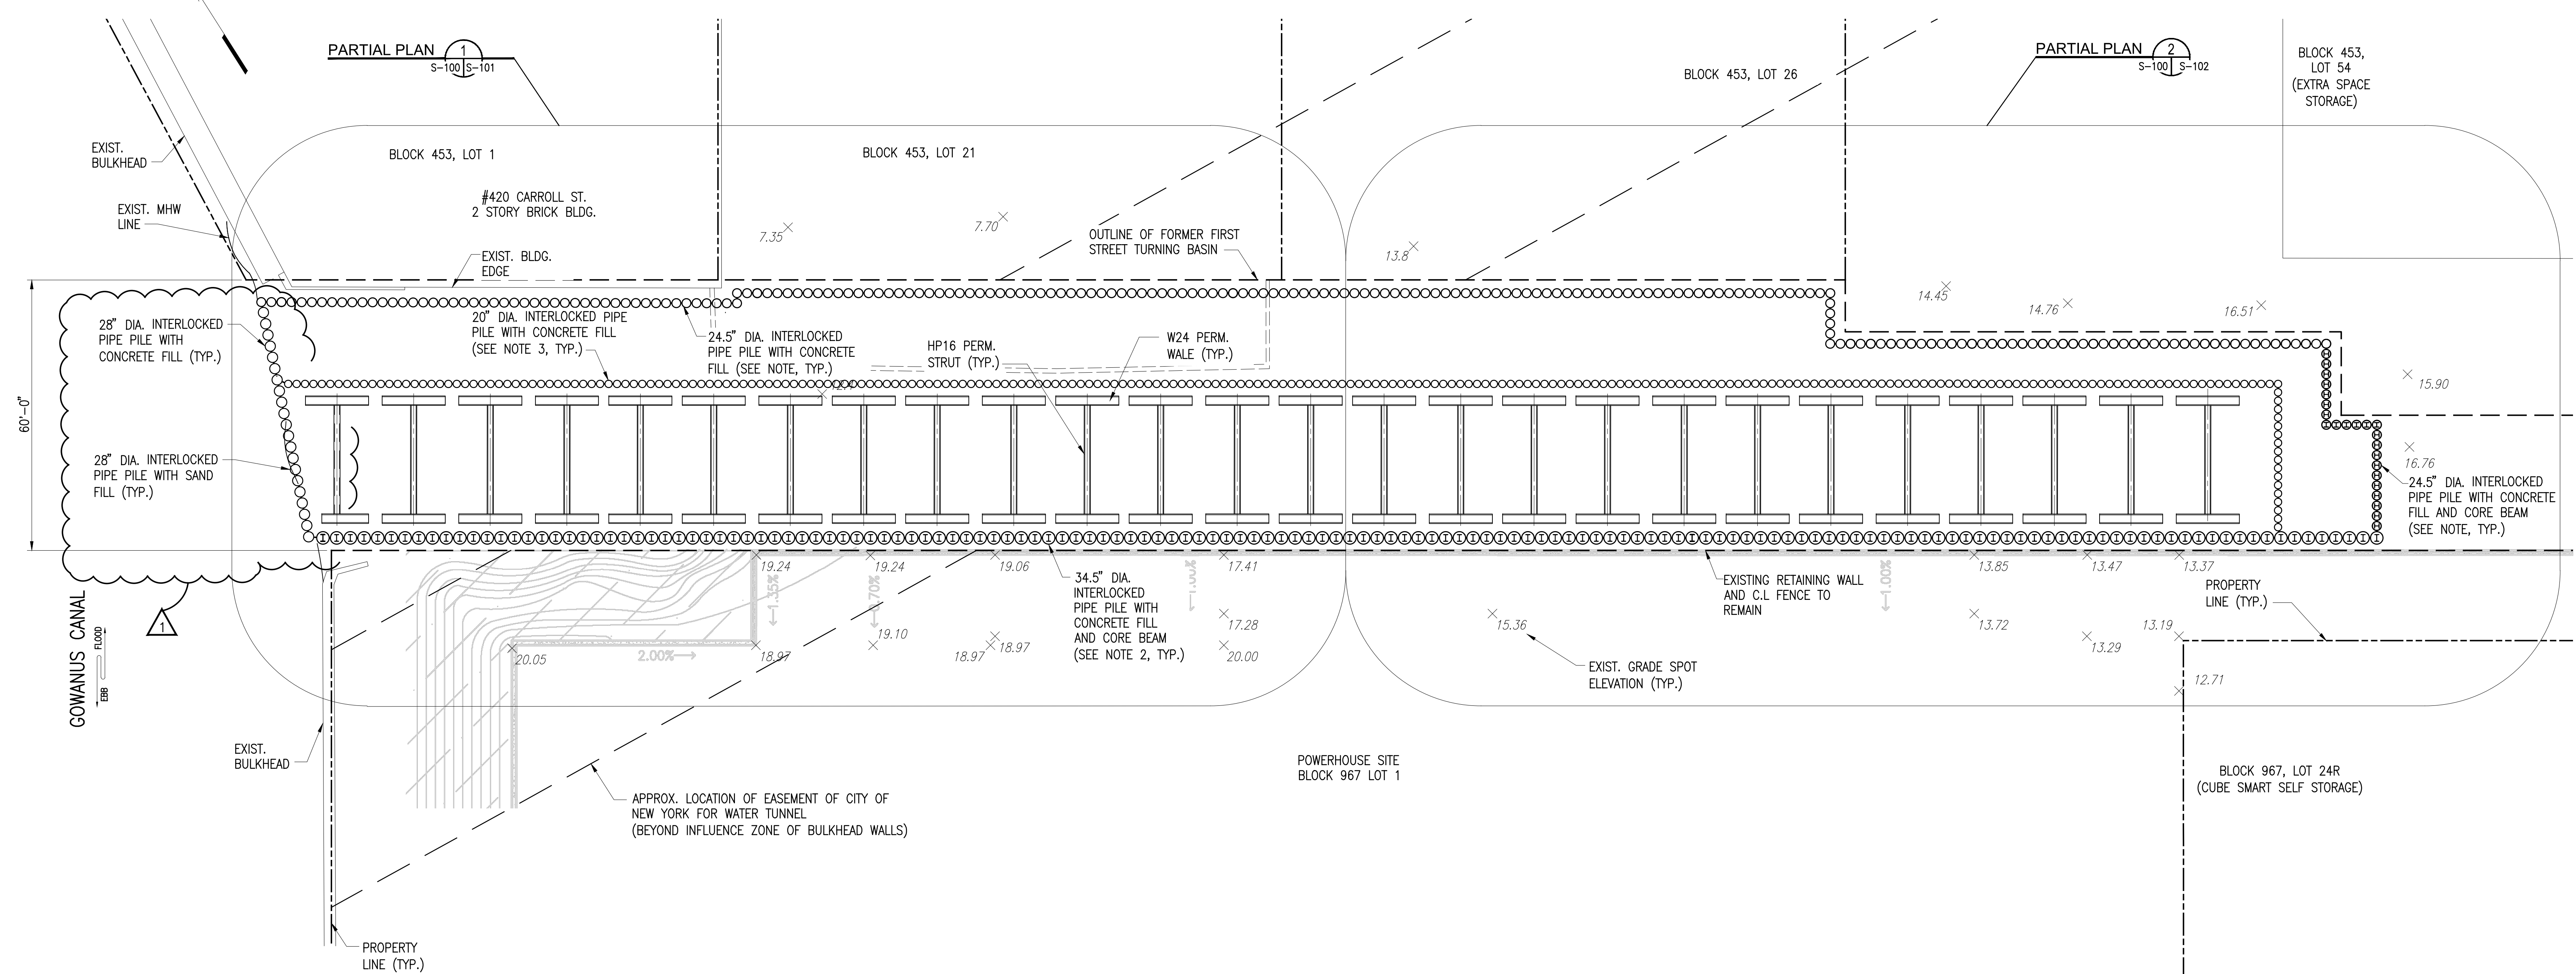 PARTIAL PLAN
1
S-100 S-101
PARTIAL PLAN
2
S-100 S-102
BLOCK 453,
LOT 54
(EXTRA SPACE
STORAGE)
BLOCK 453, LOT 26
EXIST.
BULKHEAD
BLOCK 453, LOT 1
BLOCK 453, LOT 21
#420 CARROLL ST.
2 STORY BRICK BLDG.
EXIST. MHW
LINE
7.35
7.70
OUTLINE OF FORMER FIRST
STREET TURNING BASIN
13.8
EXIST. BLDG.
EDGE
14.45
14.76
16.51
28" DIA. INTERLOCKED
PIPE PILE WITH
CONCRETE FILL (TYP.)
20" DIA. INTERLOCKED PIPE
PILE WITH CONCRETE FILL
(SEE NOTE 3, TYP.)
24.5" DIA. INTERLOCKED
PIPE PILE WITH CONCRETE
FILL (SEE NOTE, TYP.)
HP16 PERM.
STRUT (TYP.)
W24 PERM.
WALE (TYP.)
12.4
15.90
60'-0"
28" DIA. INTERLOCKED
PIPE PILE WITH SAND
FILL (TYP.)
16.76
24.5" DIA. INTERLOCKED
PIPE PILE WITH CONCRETE
FILL AND CORE BEAM
(SEE NOTE, TYP.)
19.24
19.24
19.06
17.41
13.85
13.47
13.37
1.35%
0.70%
1.00%
1.00%
34.5" DIA.
INTERLOCKED
PIPE PILE WITH
CONCRETE FILL
AND CORE BEAM
(SEE NOTE 2, TYP.)
EXISTING RETAINING WALL
AND C.L FENCE TO
REMAIN
PROPERTY
LINE (TYP.)
GOWANUS CANAL
EBB
FLOOD
1
20.05
2.00%
18.97
19.10
18.97
18.97
17.28
20.00
15.36
13.72
13.19
13.29
12.71
EXIST. GRADE SPOT
ELEVATION (TYP.)
EXIST.
BULKHEAD
POWERHOUSE SITE
BLOCK 967 LOT 1
BLOCK 967, LOT 24R
(CUBE SMART SELF STORAGE)
APPROX. LOCATION OF EASEMENT OF CITY OF
NEW YORK FOR WATER TUNNEL
(BEYOND INFLUENCE ZONE OF BULKHEAD WALLS)
PROPERTY
LINE (TYP.)